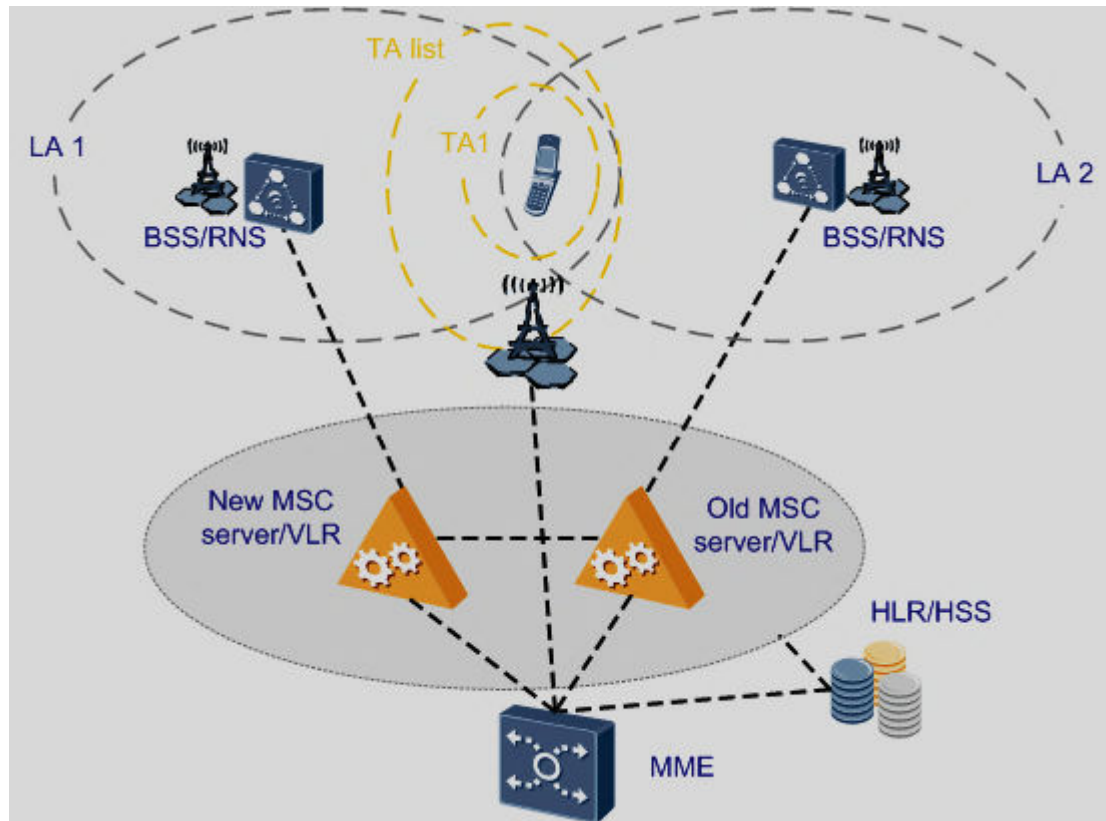 TA list
TA1
LA 1
LA 2
BSS/RNS
BSS/RNS
New MSC
server/VLR
Old MSC
server/VLR
HLR/HSS
MME